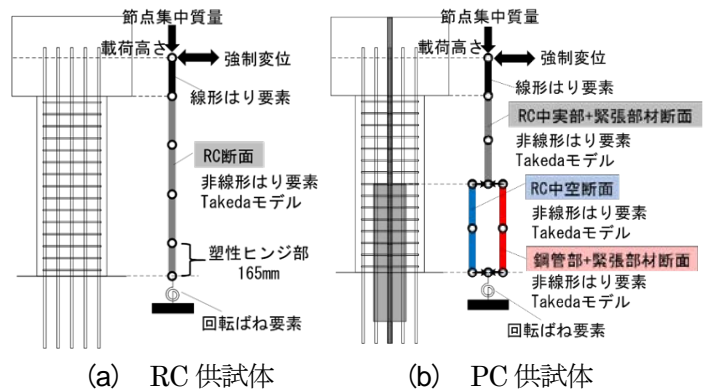 節点集中質量
載荷高さ
強制変位
線形はり要素
RC断面
非線形はり要素
Takedaモデル
塑性ヒンジ部
165mm
回転ばね要素
(a) RC 供試体
節点集中質量
載荷高さ
強制変位
線形はり要素
RC中実部+緊張部材断面
非線形はり要素
Takedaモデル
RC中空断面
非線形はり要素
Takedaモデル
鋼管部+緊張部材断面
非線形はり要素
Takedaモデル
回転ばね要素
(b) PC 供試体